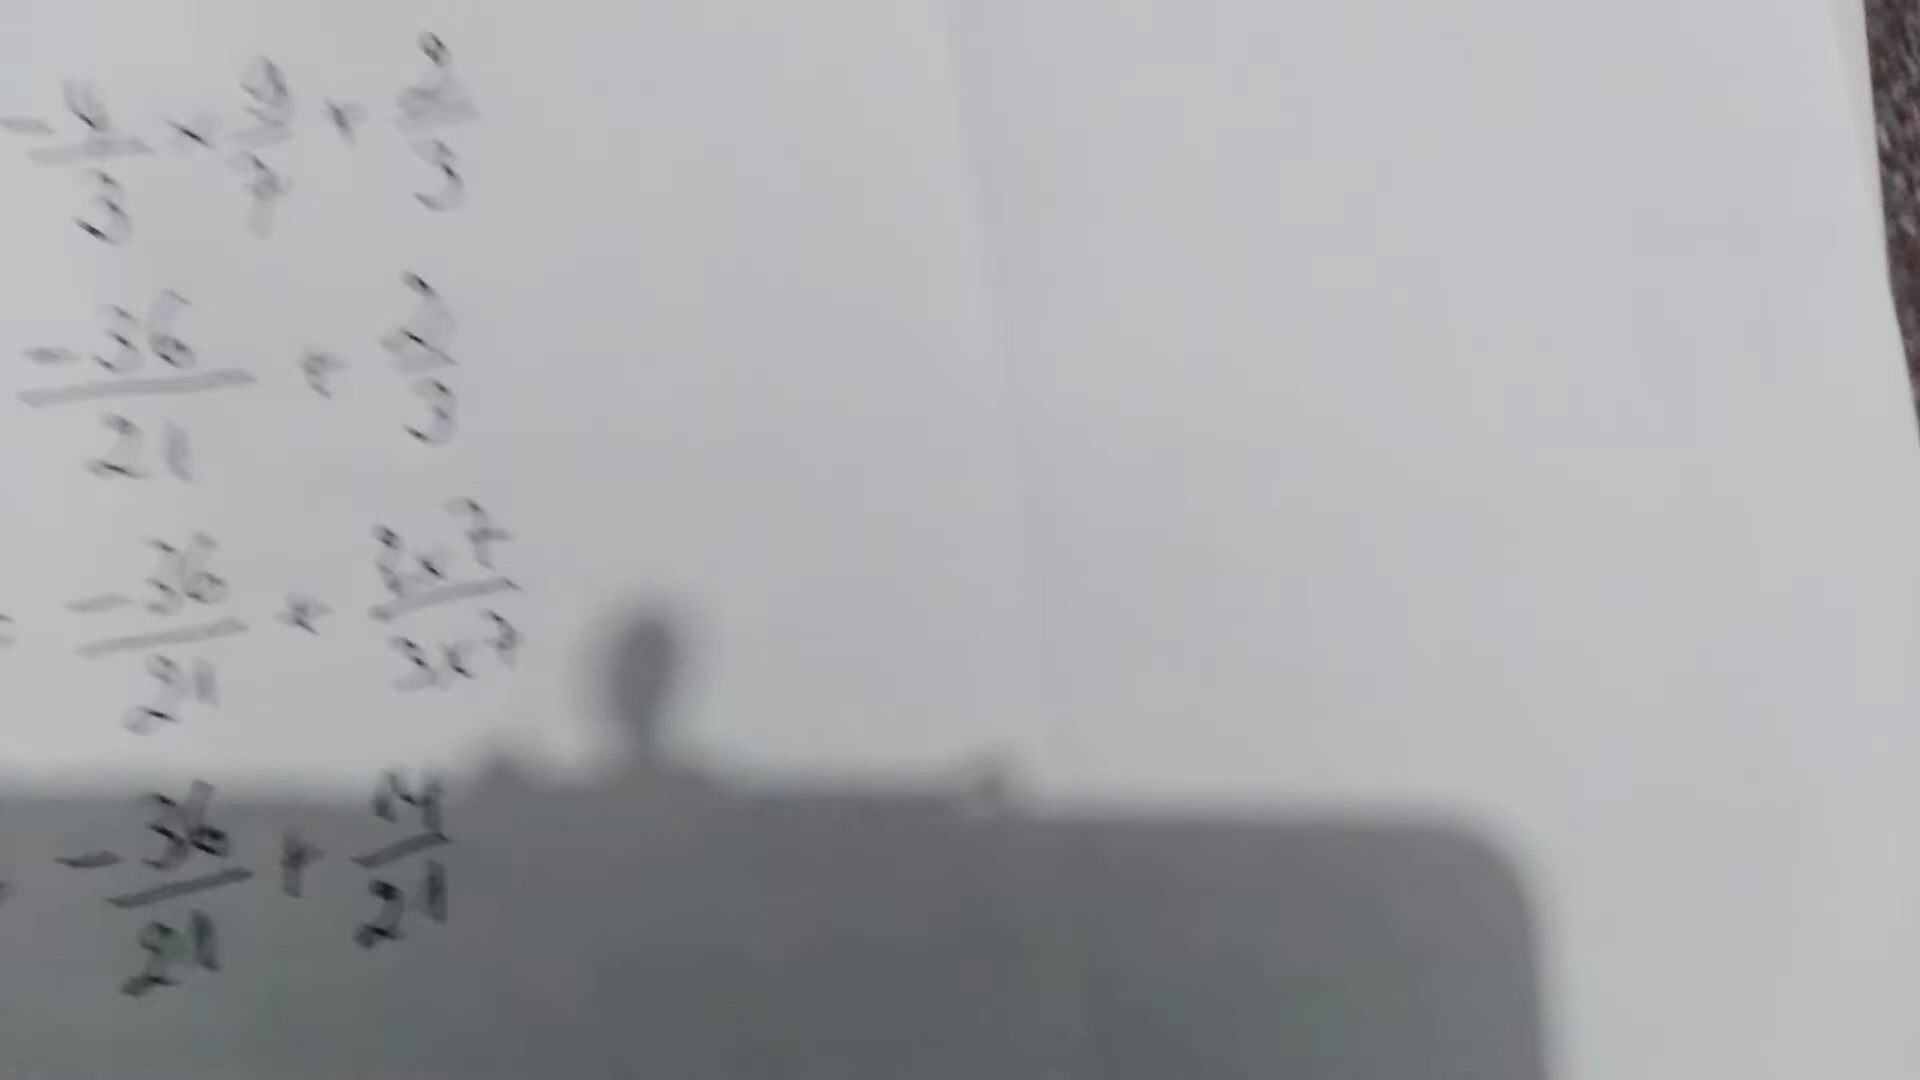 -4/3 × 9/7 + 2/3
-36/21 + 2/3
= -36/21 + 2×7/3×7
= -36/21 + /21